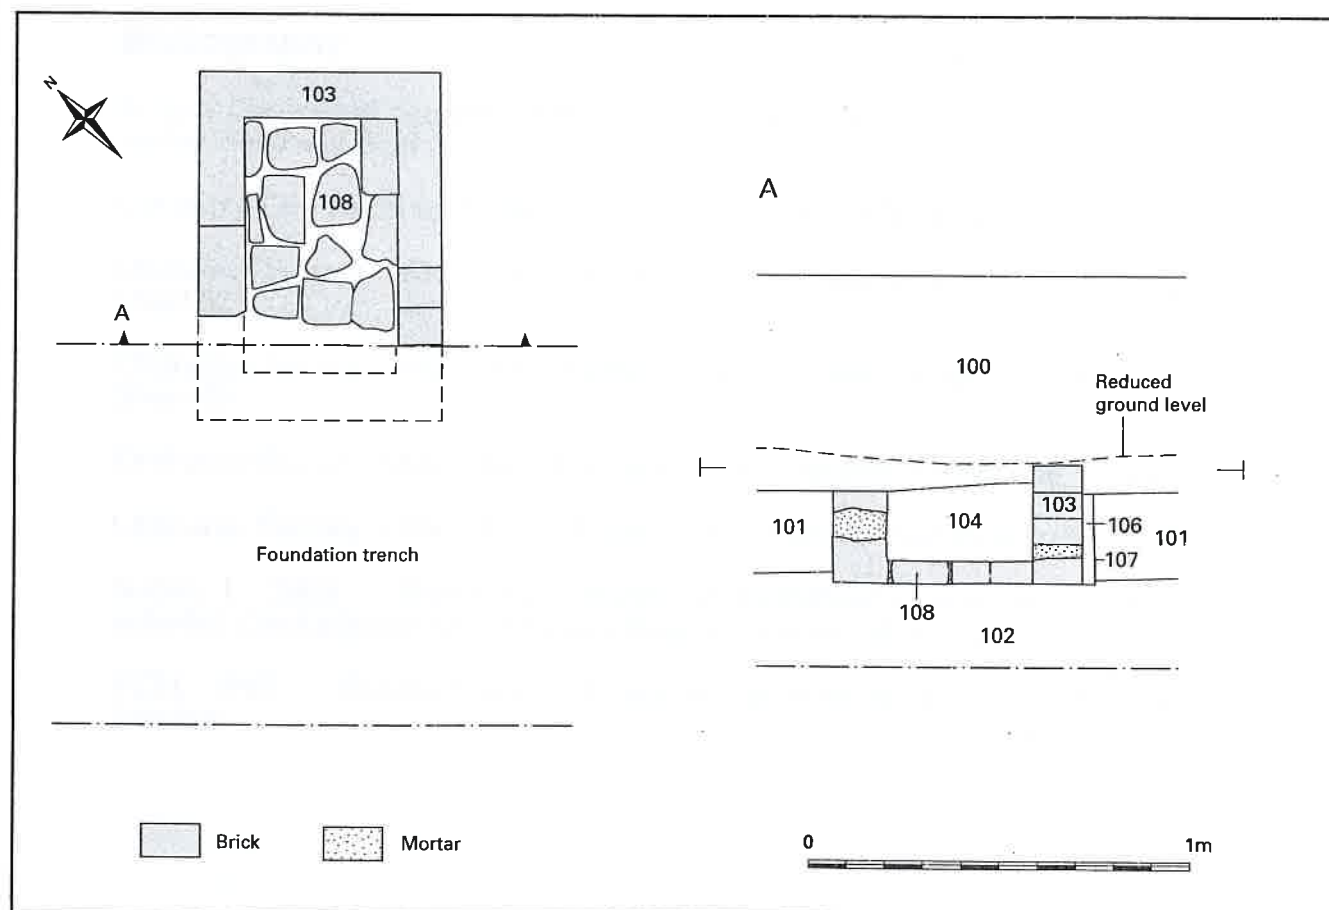 N
103
108
A
Foundation trench
A
100
Reduced
ground level
101
104
103
106
101
107
108
102
Brick
Mortar
0
1m